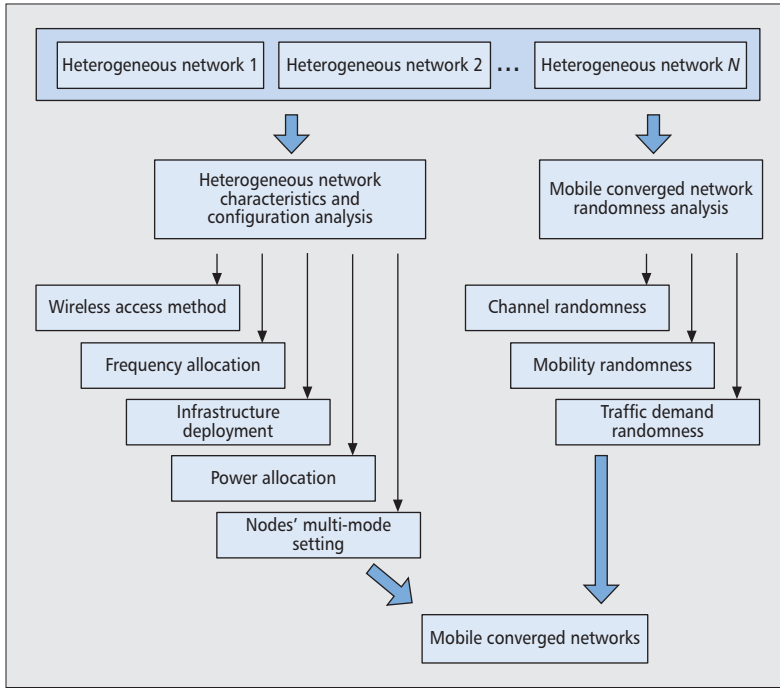 Heterogeneous network 1
Heterogeneous network 2
...
Heterogeneous network N
Heterogeneous network
characteristics and
configuration analysis
Mobile converged network
randomness analysis
Wireless access method
Frequency allocation
Infrastructure
deployment
Power allocation
Nodes’ multi-mode
setting
Channel randomness
Mobility randomness
Traffic demand
randomness
Mobile converged networks